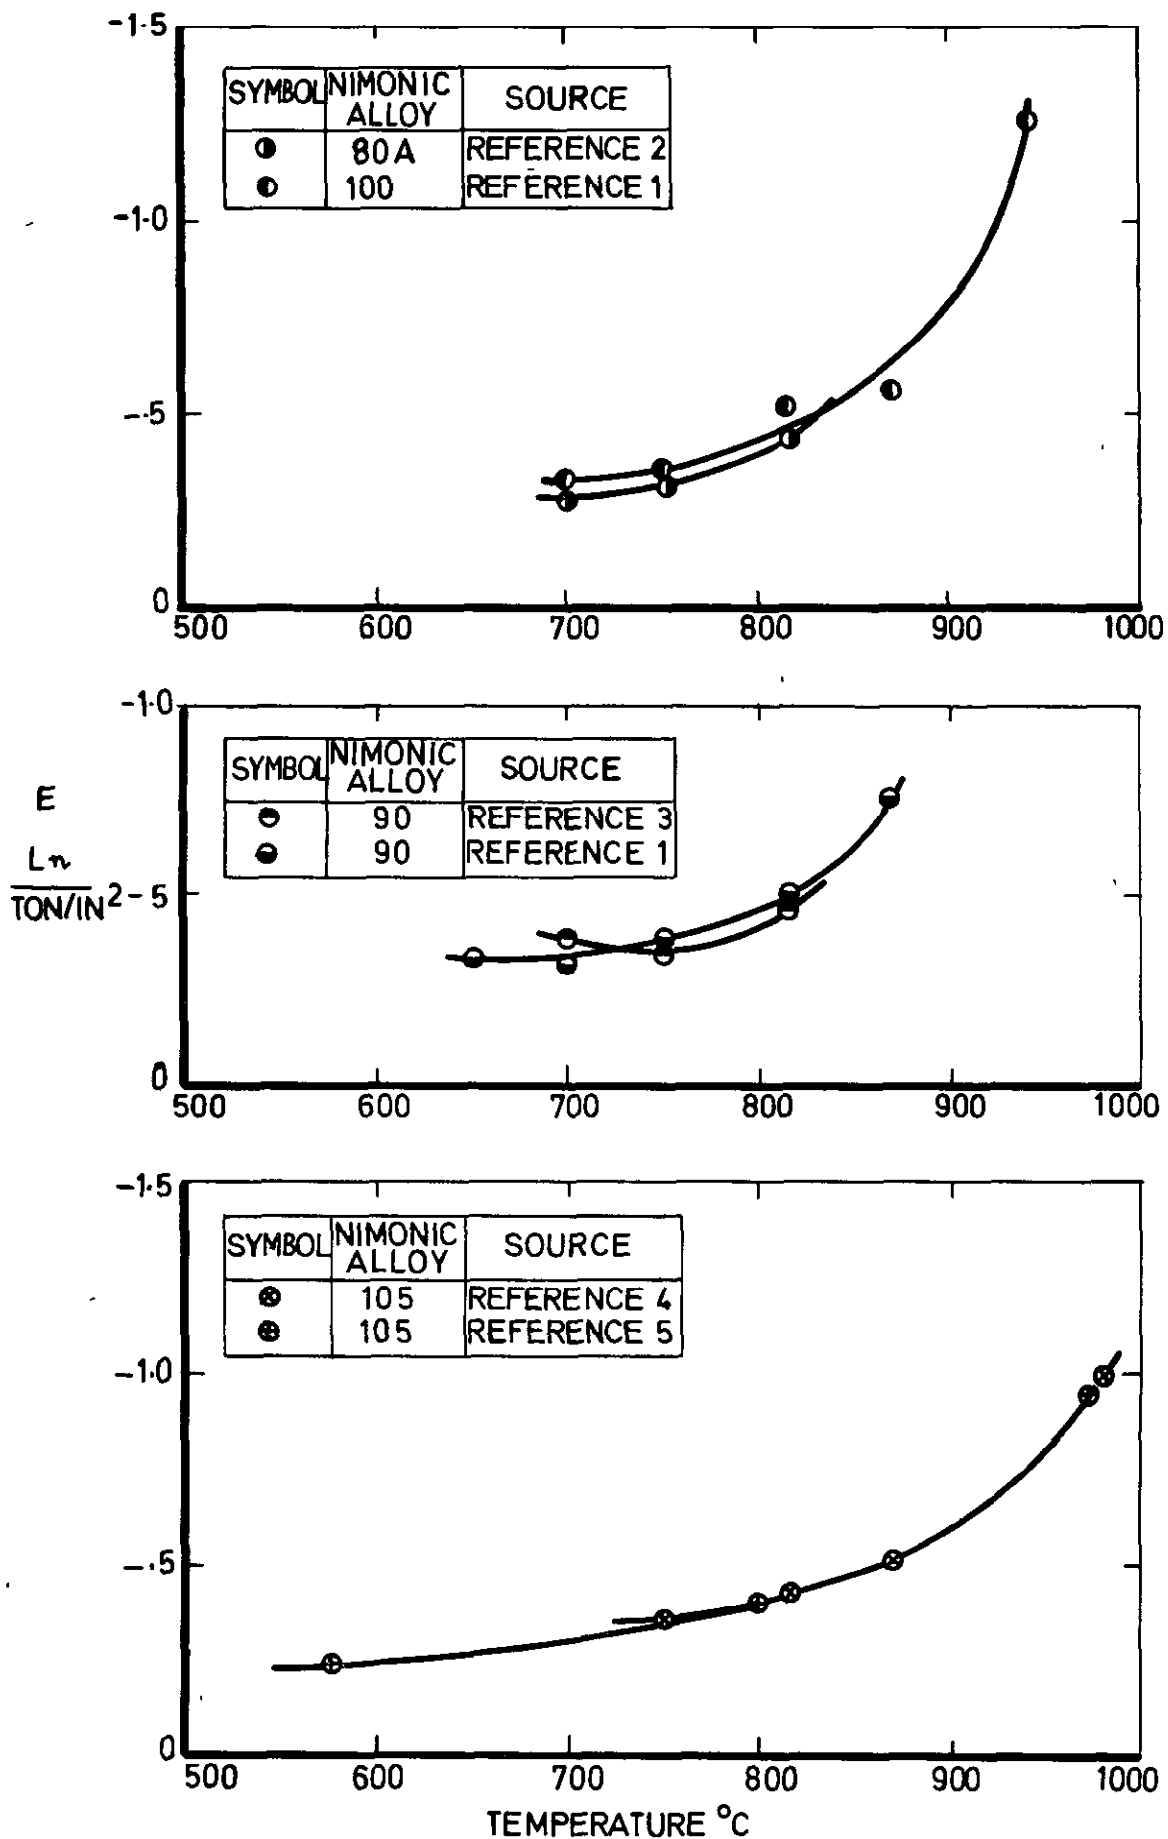 -1.5
SYMBOL NIMONIC ALLOY SOURCE
80A REFERENCE 2
100 REFERENCE 1
-1.0
-.5
0
500 600 700 800 900 1000
-1.0
SYMBOL NIMONIC ALLOY SOURCE
90 REFERENCE 3
90 REFERENCE 1
E
Ln
TON/IN2
-5
0
500 600 700 800 900 1000
-1.5
SYMBOL NIMONIC ALLOY SOURCE
105 REFERENCE 4
105 REFERENCE 5
-1.0
-.5
0
500 600 700 800 900 1000
TEMPERATURE °C